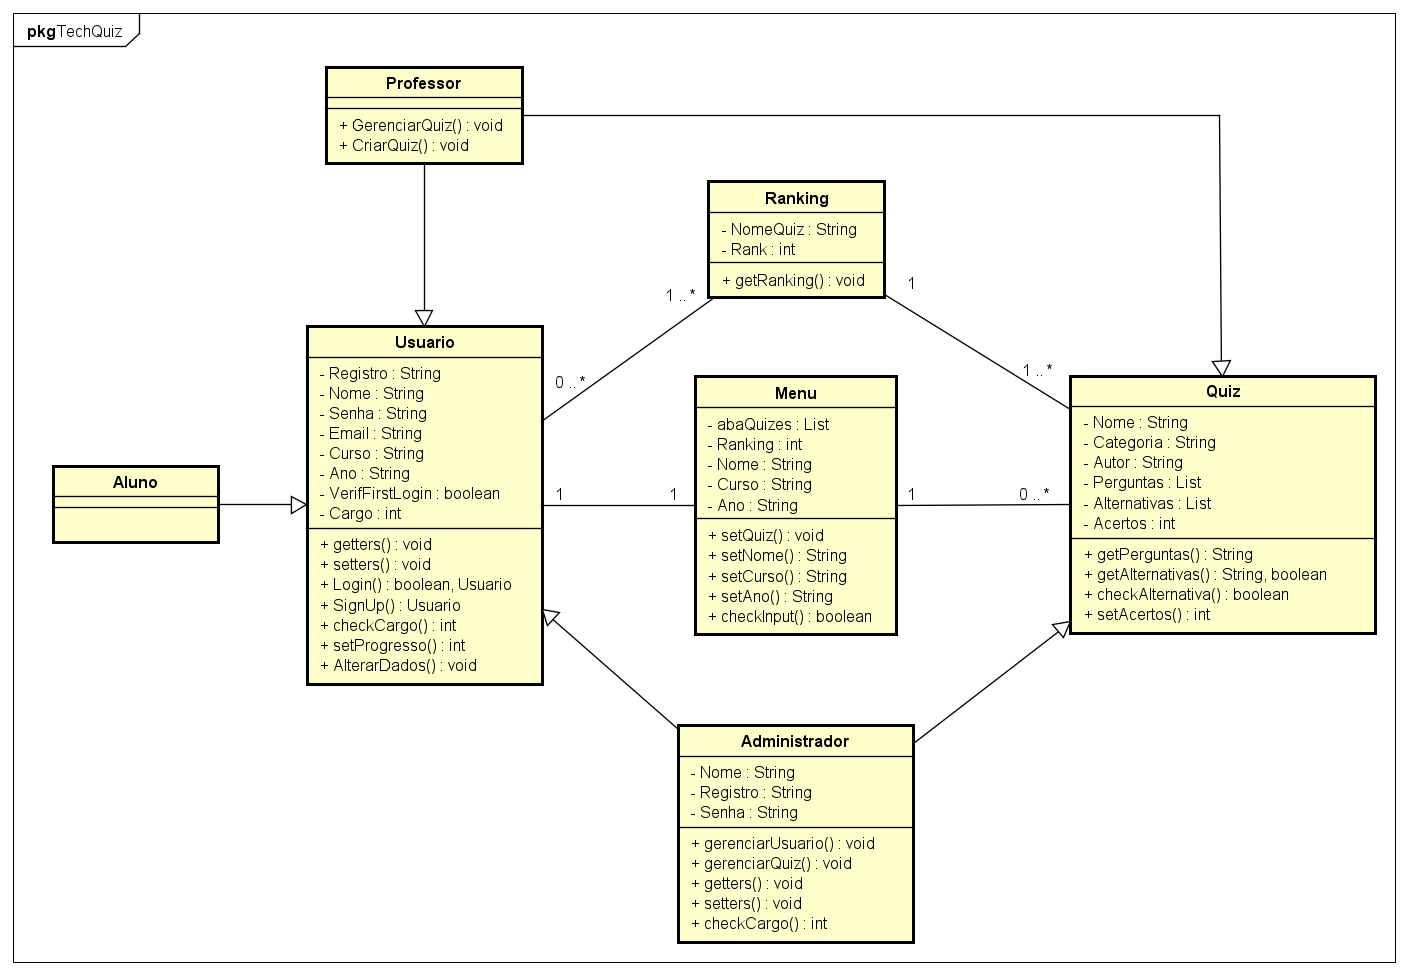 pkg TechQuiz
Professor
+ GerenciarQuiz() : void
+ CriarQuiz() : void
Ranking
- NomeQuiz : String
- Rank : int
+ getRanking() : void
1 .. *
1
0 .. *
1 .. *
Usuario
- Registro : String
- Nome : String
- Senha : String
- Email : String
- Curso : String
- Ano : String
- VerifFirstLogin : boolean
- Cargo : int
+ getters() : void
+ setters() : void
+ Login() : boolean, Usuario
+ SignUp() : Usuario
+ checkCargo() : int
+ setProgresso() : int
+ AlterarDados() : void
Menu
- abaQuizes : List
- Ranking : int
- Nome : String
- Curso : String
- Ano : String
+ setQuiz() : void
+ setNome() : String
+ setCurso() : String
+ setAno() : String
+ checkInput() : boolean
Quiz
- Nome : String
- Categoria : String
- Autor : String
- Perguntas : List
- Alternativas : List
- Acertos : int
+ getPerguntas() : String
+ getAlternativas() : String, boolean
+ checkAlternativa() : boolean
+ setAcertos() : int
Aluno
1
1
1
0 .. *
Administrador
- Nome : String
- Registro : String
- Senha : String
+ gerenciarUsuario() : void
+ gerenciarQuiz() : void
+ getters() : void
+ setters() : void
+ checkCargo() : int